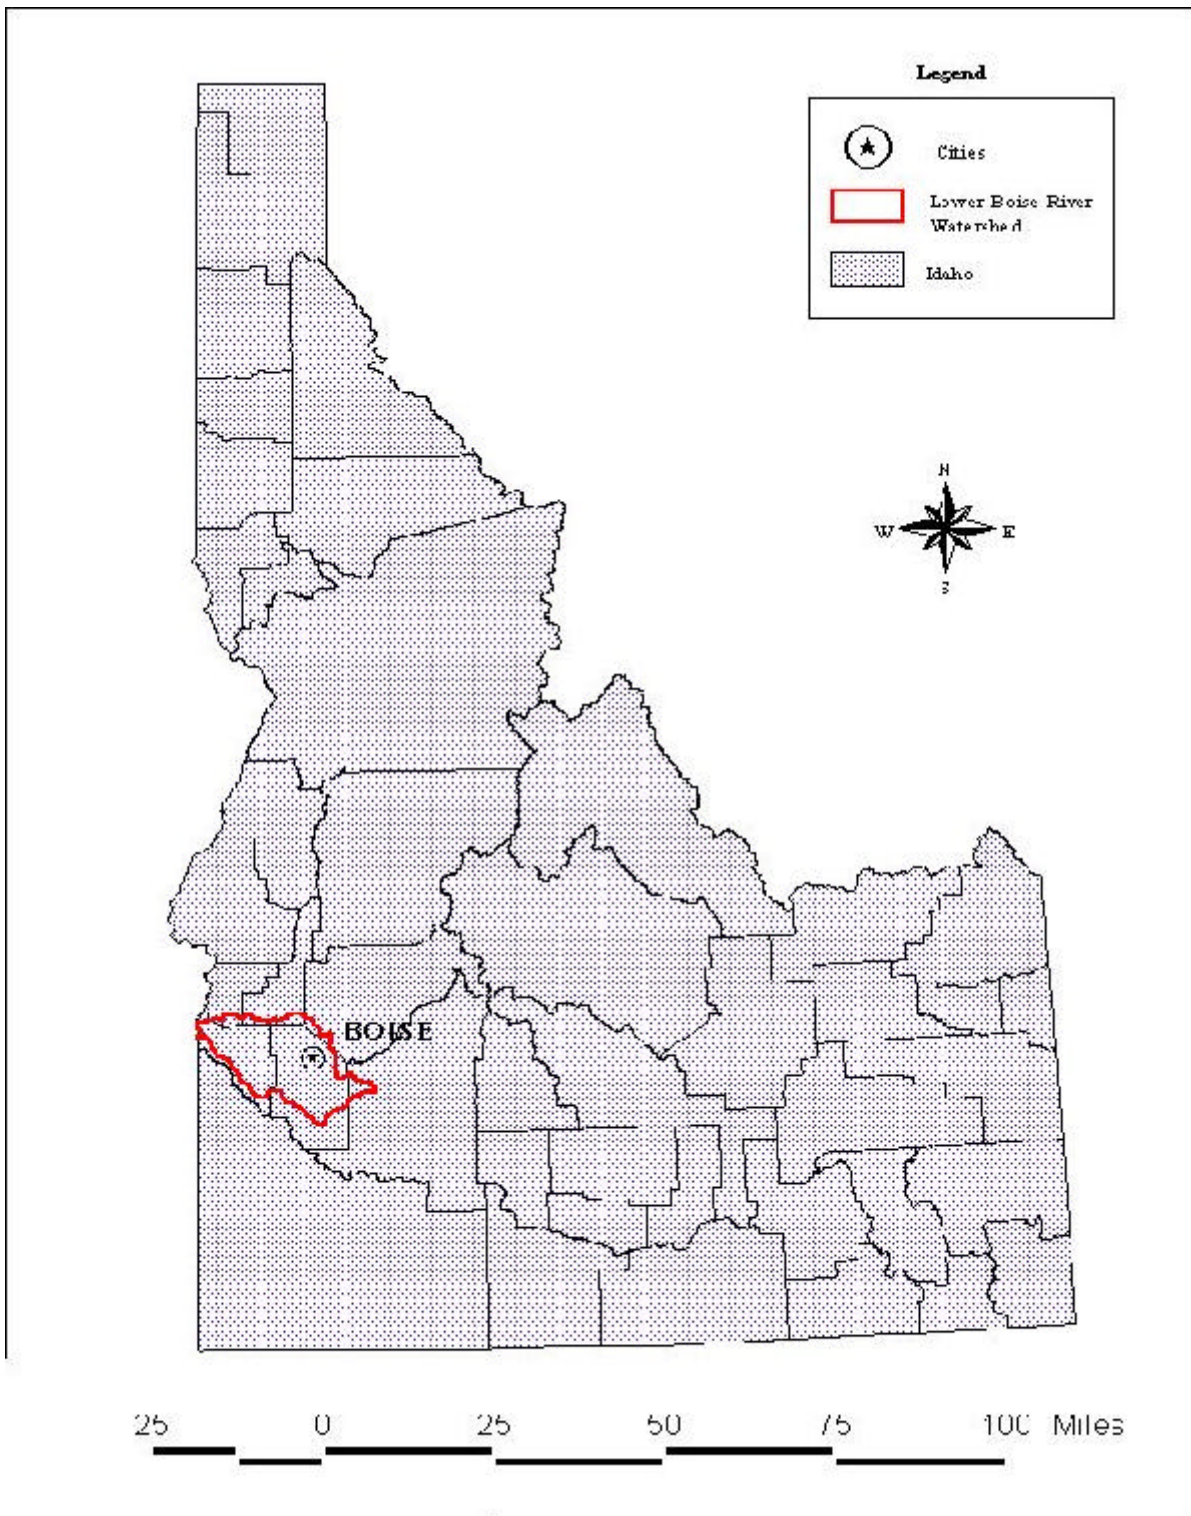 Legend
Cities
Lower Boise River
Watershed
Idaho
N
W E
S
BOISE
25 0 25 50 75 100 Miles